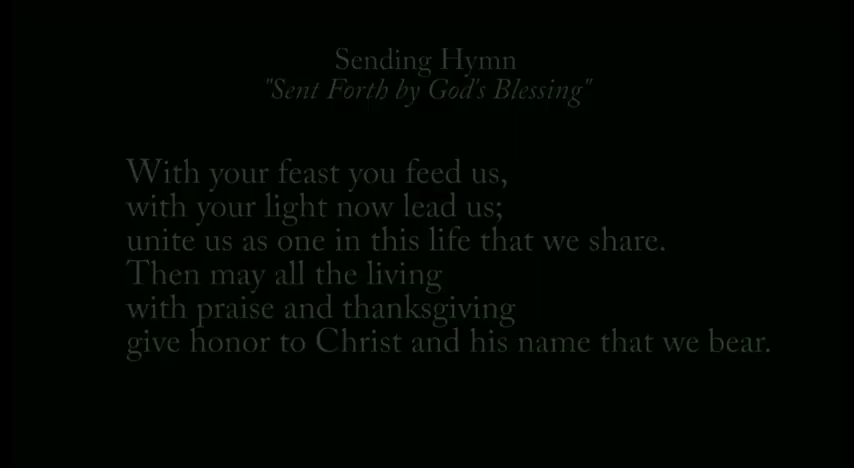 Sending Hymn
"Sent Forth by God's Blessing"
With your feast you feed us,
with your light now lead us;
unite us as one in this life that we share.
Then may all the living
with praise and thanksgiving
give honor to Christ and his name that we bear.